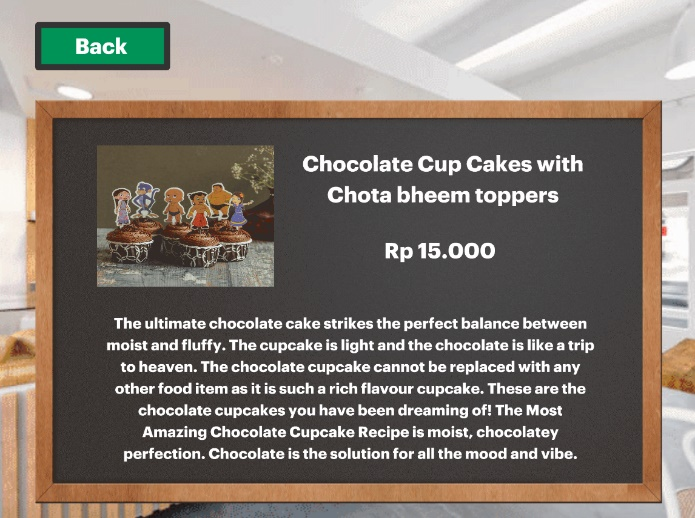 Back
Chocolate Cup Cakes with
Chota bheem toppers
Rp 15.000
The ultimate chocolate cake strikes the perfect balance between
moist and fluffy. The cupcake is light and the chocolate is like a trip
to heaven. The chocolate cupcake cannot be replaced with any
other food item as it is such a rich flavour cupcake. These are the
chocolate cupcakes you have been dreaming of! The Most
Amazing Chocolate Cupcake Recipe is moist, chocolatey
perfection. Chocolate is the solution for all the mood and vibe.